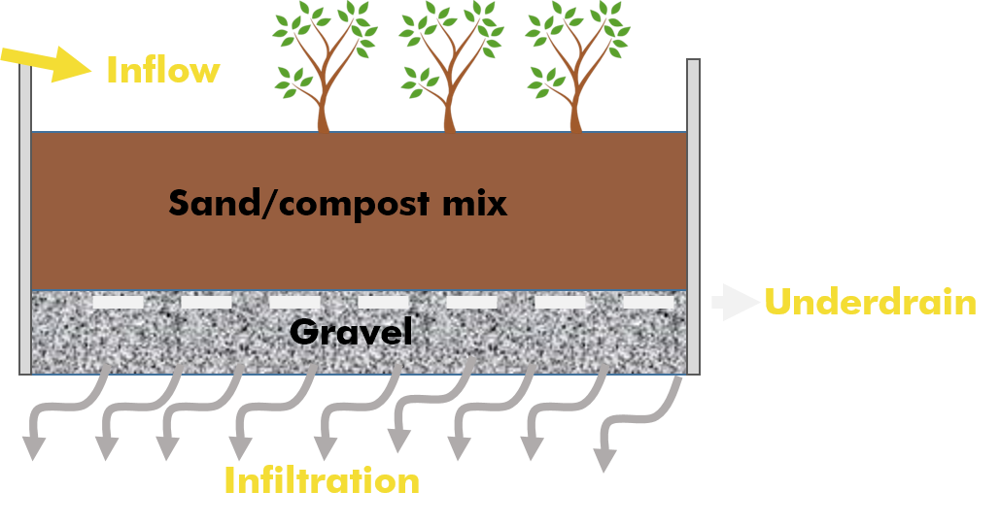 Inflow
Sand/compost mix
Underdrain
Gravel
Infiltration